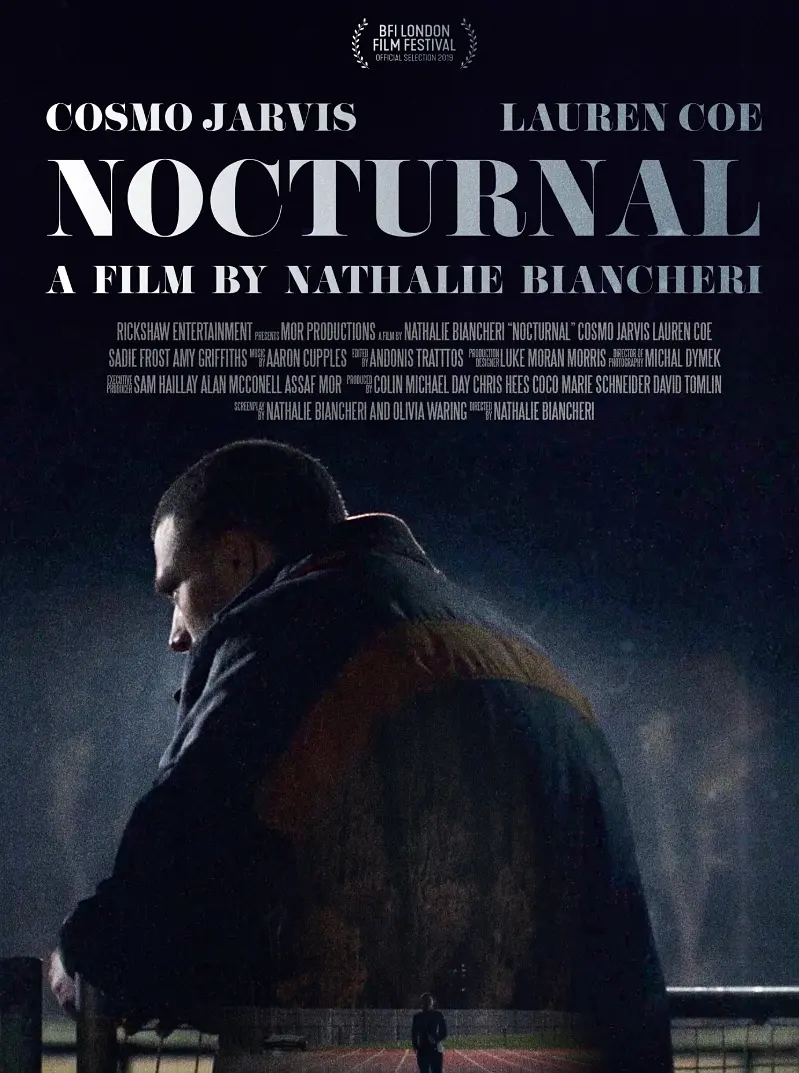 BFI LONDON
FILM FESTIVAL
OFFICIAL SELECTION 2019
COSMO JARVIS LAUREN COE
NOCTURNAL
A FILM BY NATHALIE BIANCHERI
RICKSHAW ENTERTAINMENT PRESENTS MOR PRODUCTIONS A FILM BY NATHALIE BIANCHERI "NOCTURNAL" COSMO JARVIS LAUREN COE
SADIE FROST AMY GRIFFITHS MUSIC BY AARON CUPPLES EDITED BY ANDONIS TRATTTOS PRODUCTION DESIGNER LUKE MORAN MORRIS DIRECTOR OF PHOTOGRAPHY MICHAL DYMEK
EXECUTIVE PRODUCER SAM HAILLAY ALAN MCCONELL ASSAF MOR PRODUCED BY COLIN MICHAEL DAY CHRIS HEES COCO MARIE SCHNEIDER DAVID TOMLIN
SCREENPLAY BY NATHALIE BIANCHERI AND OLIVIA WARING DIRECTED BY NATHALIE BIANCHERI